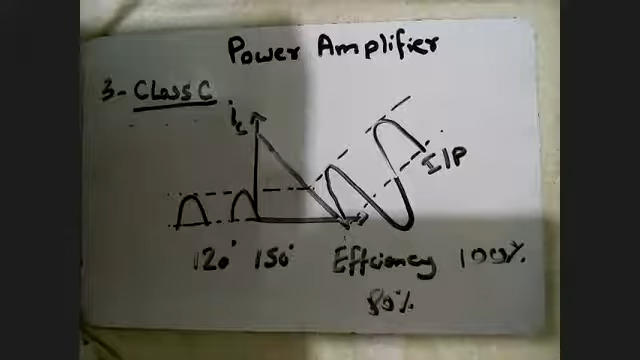 Power Amplifier
3- Class C
ic
I/P
120° 150° Efficiency 100%
80%